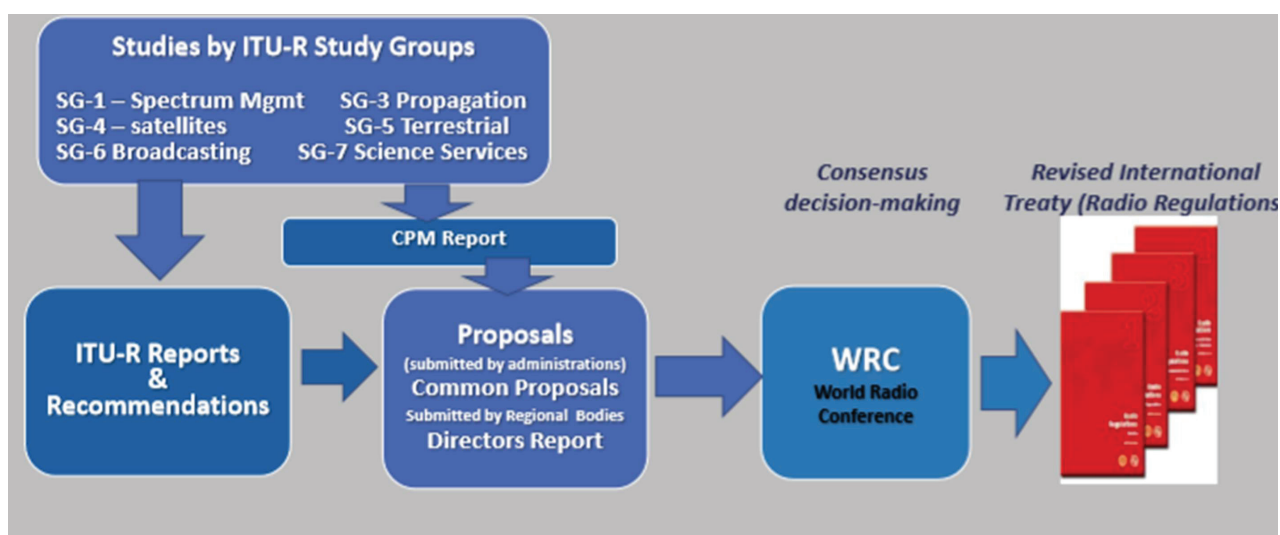 Studies by ITU-R Study Groups
SG-1 – Spectrum Mgmt SG-3 Propagation
SG-4 – satellites SG-5 Terrestrial
SG-6 Broadcasting SG-7 Science Services
CPM Report
ITU-R Reports
&
Recommendations
Proposals
(submitted by administrations)
Common Proposals
Submitted by Regional Bodies
Directors Report
Consensus
decision-making
WRC
World Radio
Conference
Revised International
Treaty (Radio Regulations
Radio
Regulations